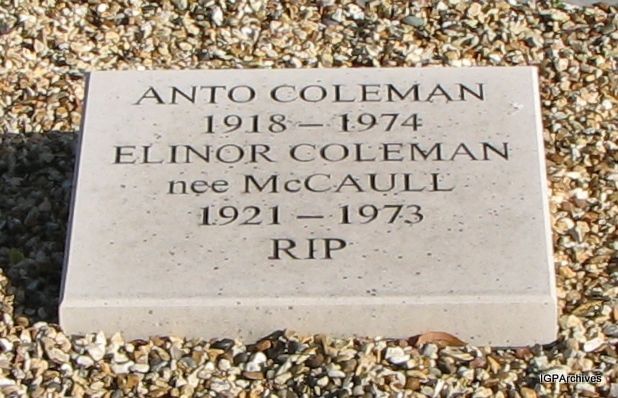 ANTO COLEMAN
1918 – 1974
ELINOR COLEMAN
nee McCAULL
1921 – 1973
RIP
IGPArchives